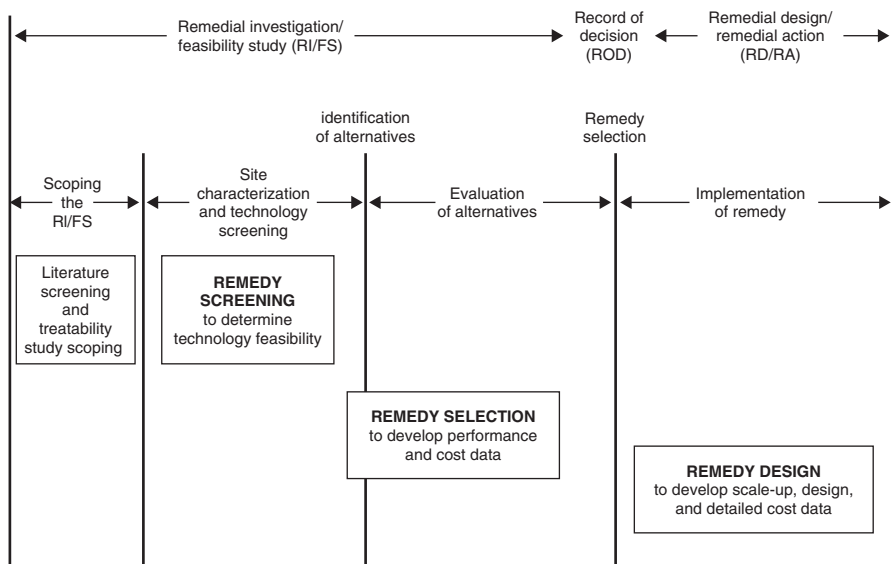 Remedial investigation/
feasibility study (RI/FS)
Record of
decision
(ROD)
Remedial design/
remedial action
(RD/RA)
identification
of alternatives
Remedy
selection
Scoping
the
RI/FS
Site
characterization
and technology
screening
Evaluation
of alternatives
Implementation
of remedy
Literature
screening
and
treatability
study scoping
REMEDY
SCREENING
to determine
technology feasibility
REMEDY SELECTION
to develop performance
and cost data
REMEDY DESIGN
to develop scale-up, design,
and detailed cost data